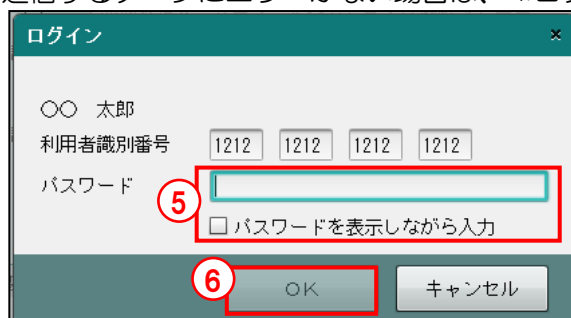 ログイン ×
○○ 太郎
利用者識別番号 1212 1212 1212 1212
パスワード
⑤
□ パスワードを表示しながら入力
⑥ OK キャンセル